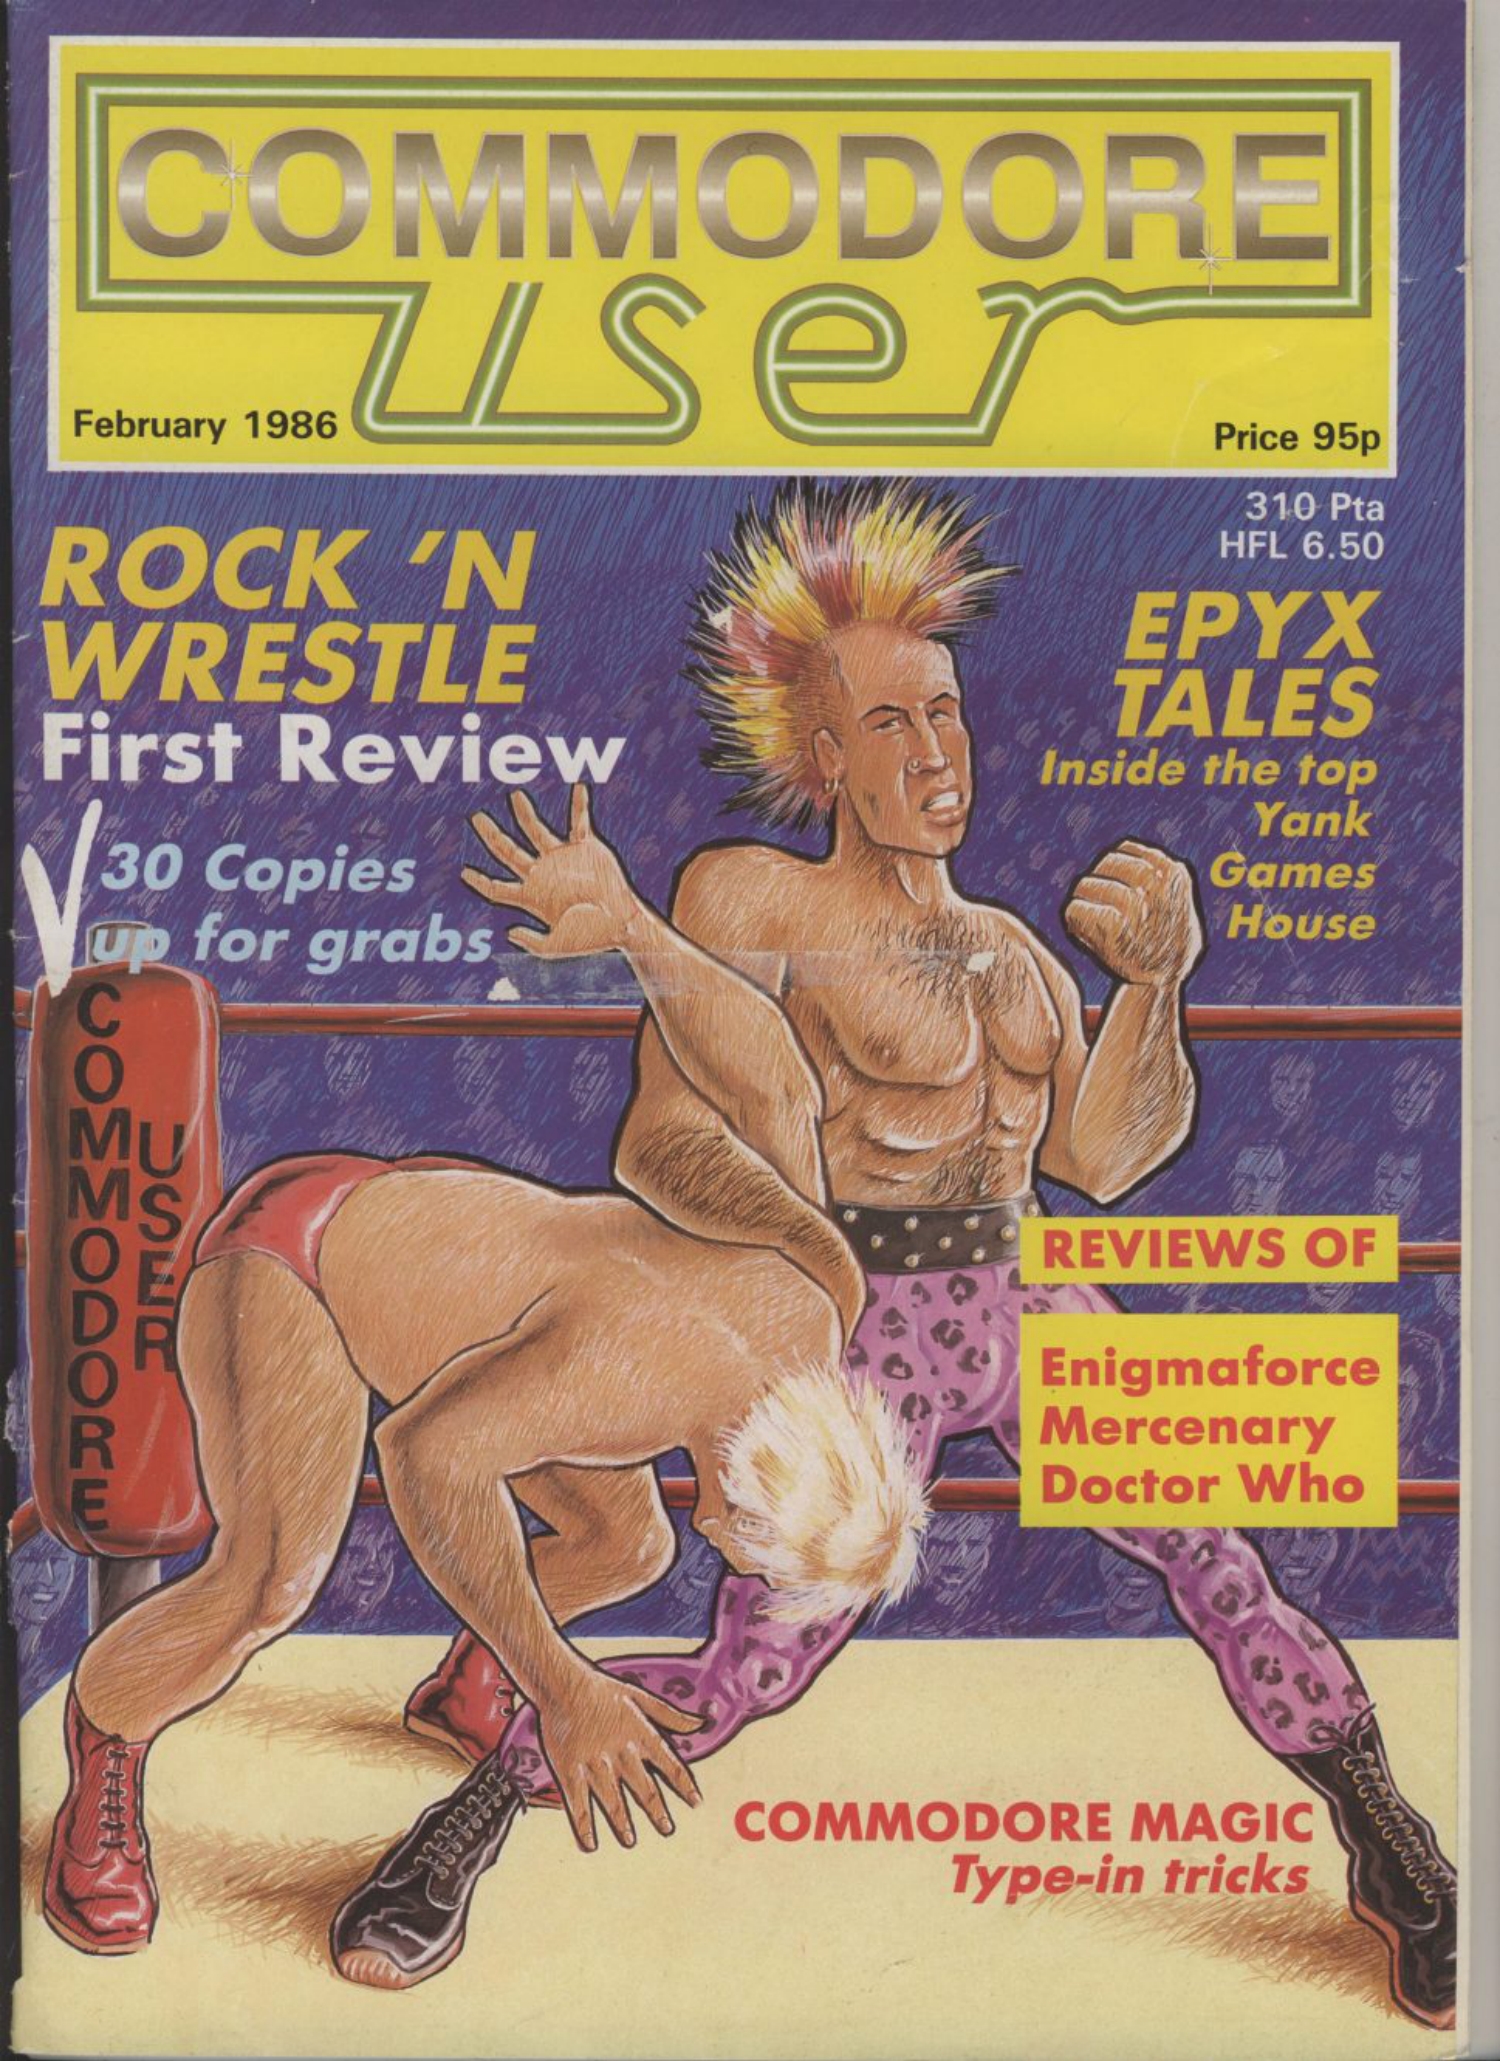 COMMODORE
user
February 1986
Price 95p
310 Pta
HFL 6.50
ROCK 'N
WRESTLE
First Review
30 Copies
up for grabs
EPYX
TALES
Inside the top
Yank
Games
House
COMMODORE
USER
REVIEWS OF
Enigmaforce
Mercenary
Doctor Who
COMMODORE MAGIC
Type-in tricks